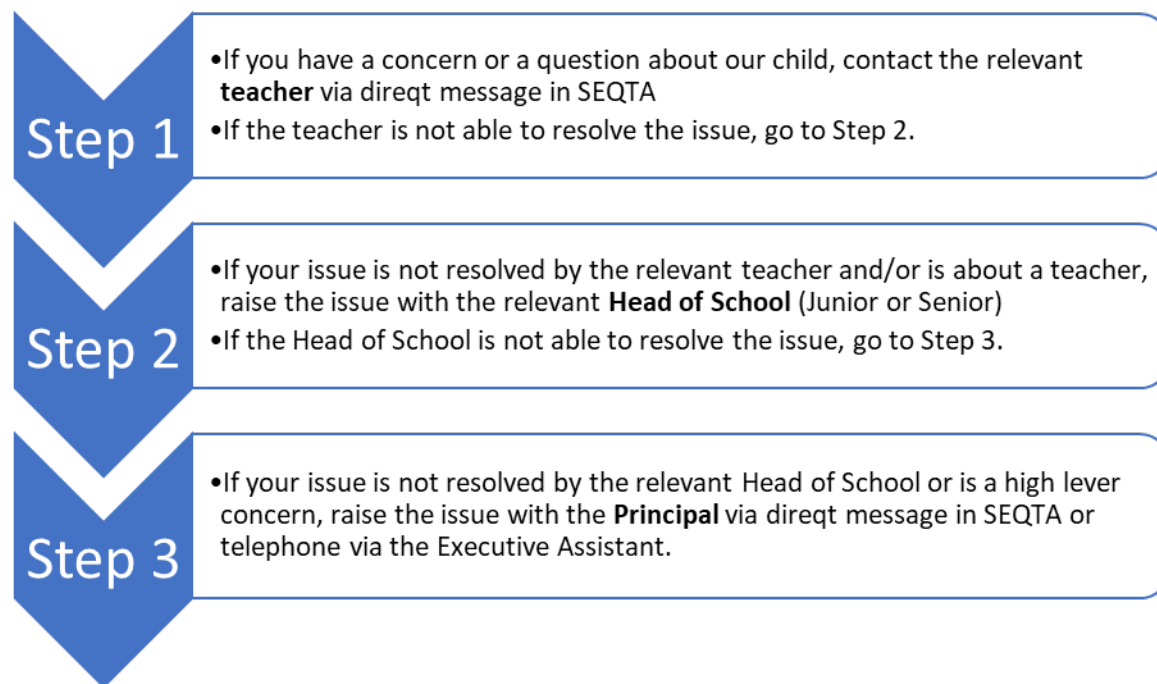 Step 1
•If you have a concern or a question about our child, contact the relevant
teacher via direqt message in SEQTA
•If the teacher is not able to resolve the issue, go to Step 2.
Step 2
•If your issue is not resolved by the relevant teacher and/or is about a teacher,
raise the issue with the relevant Head of School (Junior or Senior)
•If the Head of School is not able to resolve the issue, go to Step 3.
Step 3
•If your issue is not resolved by the relevant Head of School or is a high lever
concern, raise the issue with the Principal via direqt message in SEQTA or
telephone via the Executive Assistant.